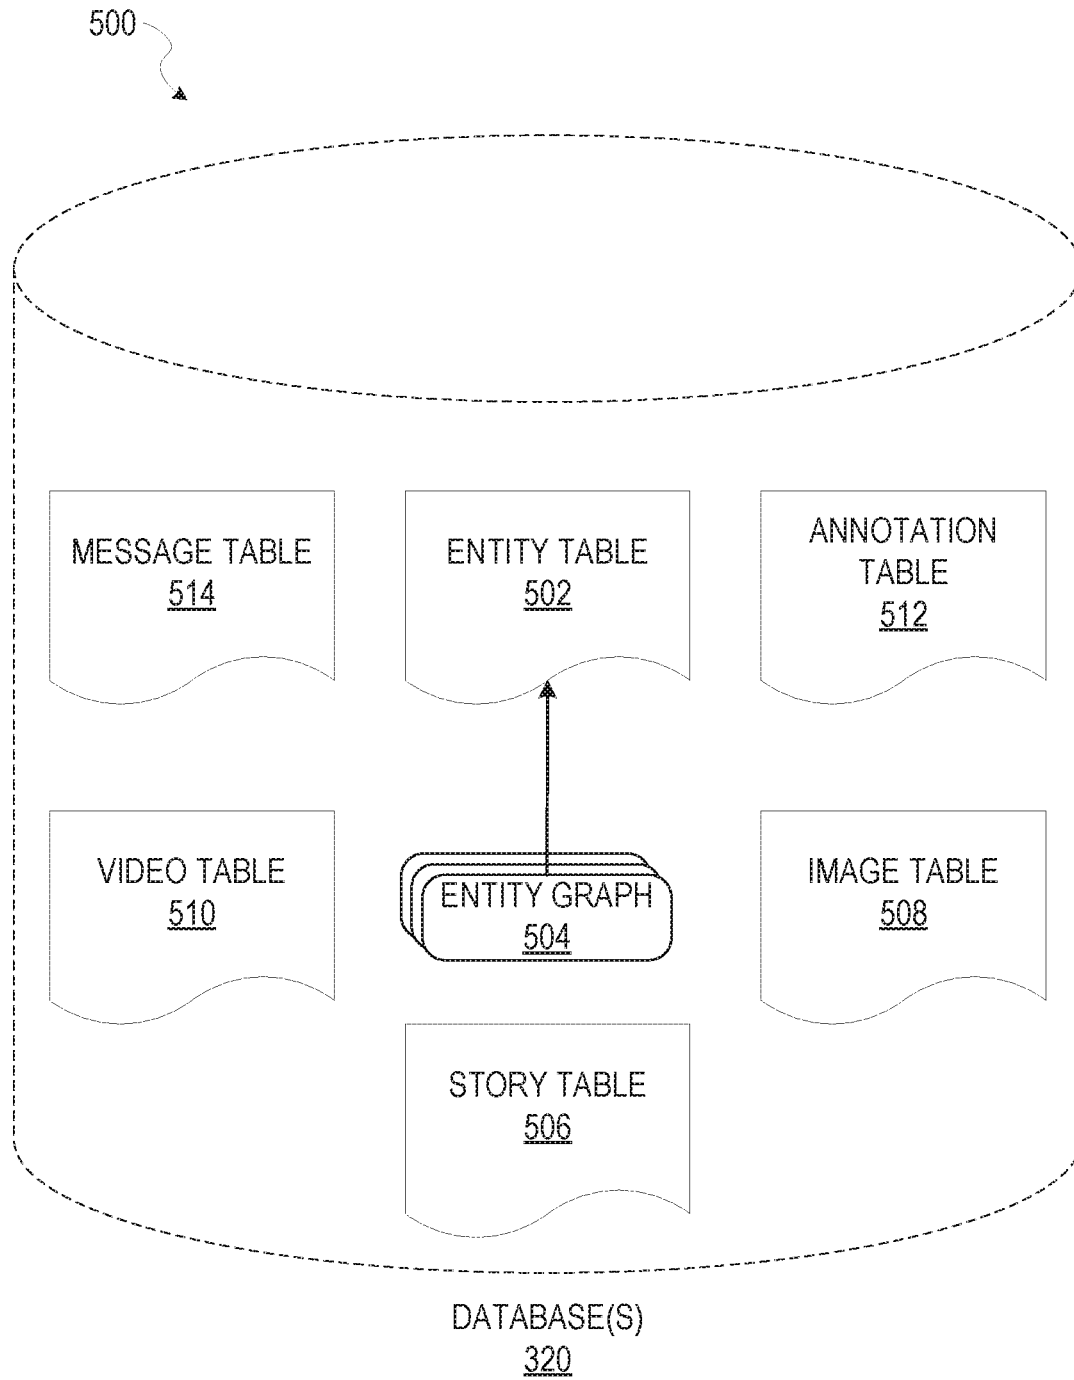 500
MESSAGE TABLE
514
ENTITY TABLE
502
ANNOTATION
TABLE
512
VIDEO TABLE
510
ENTITY GRAPH
504
IMAGE TABLE
508
STORY TABLE
506
DATABASE(S)
320